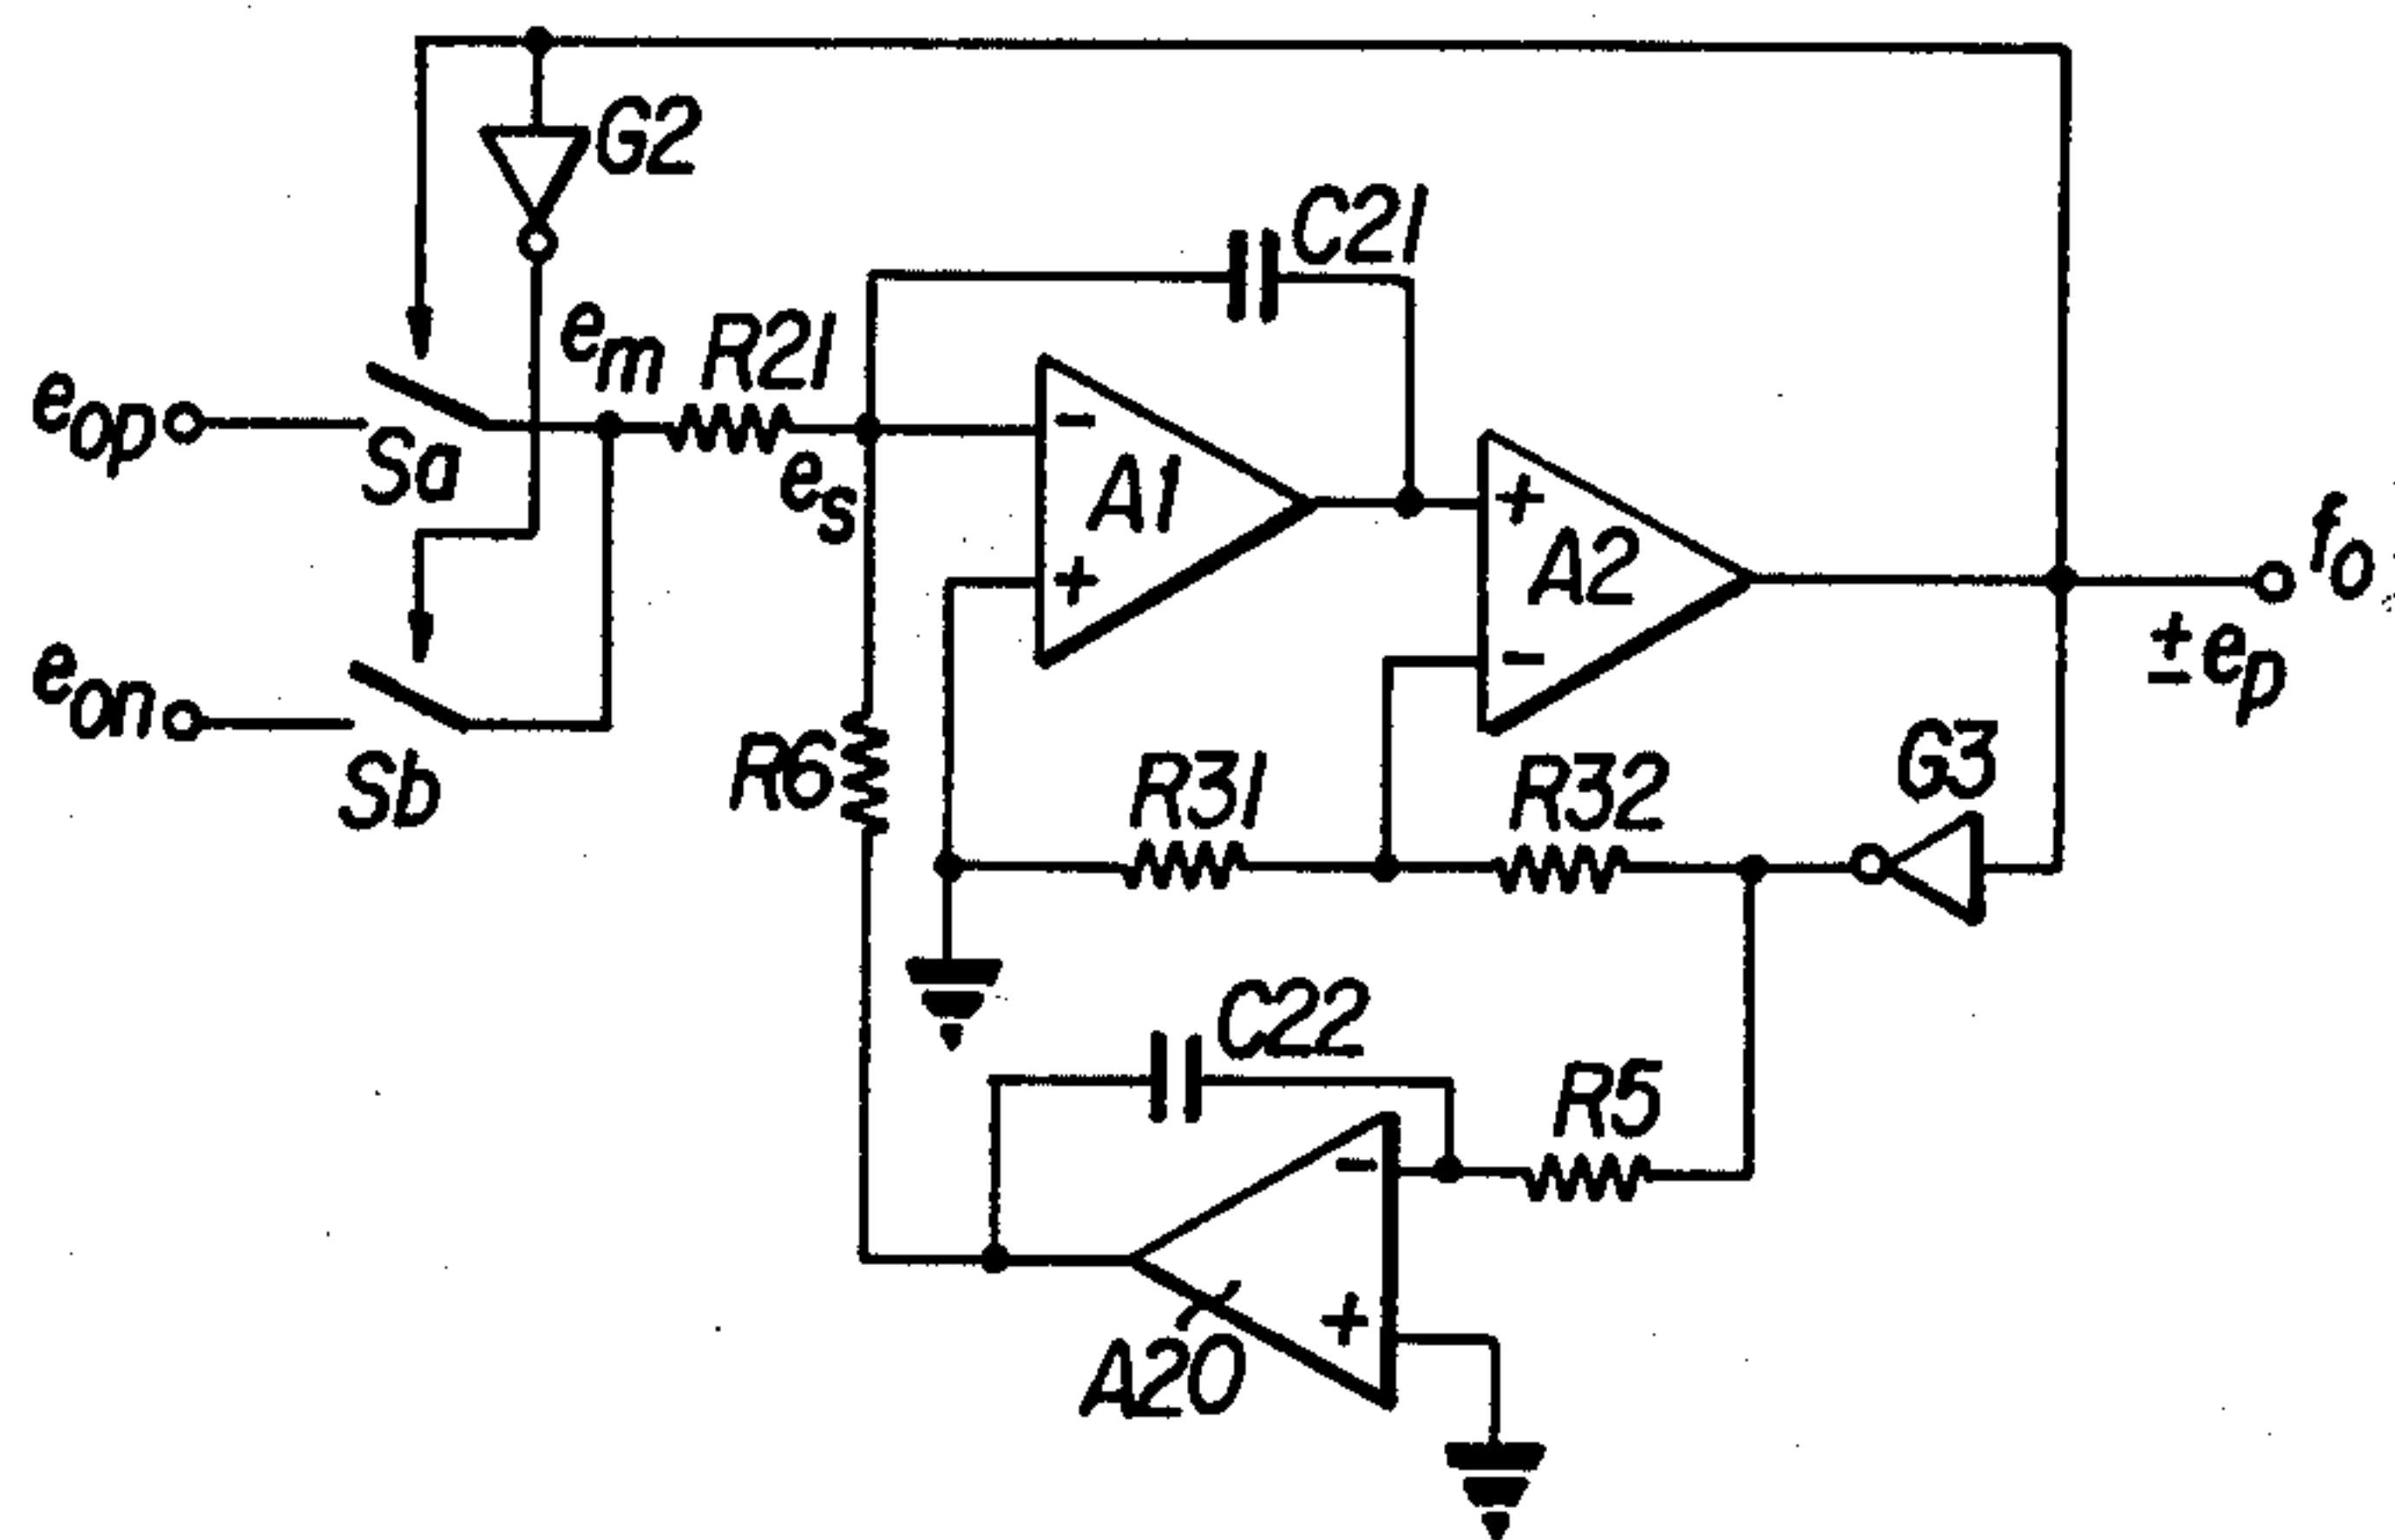 G2
C21
em R21
eop
Sa
es
- A1 +
+ A2 -
fo
± ep
eon
Sb
R6
R31
R32
G3
C22
R5
-
+
A20